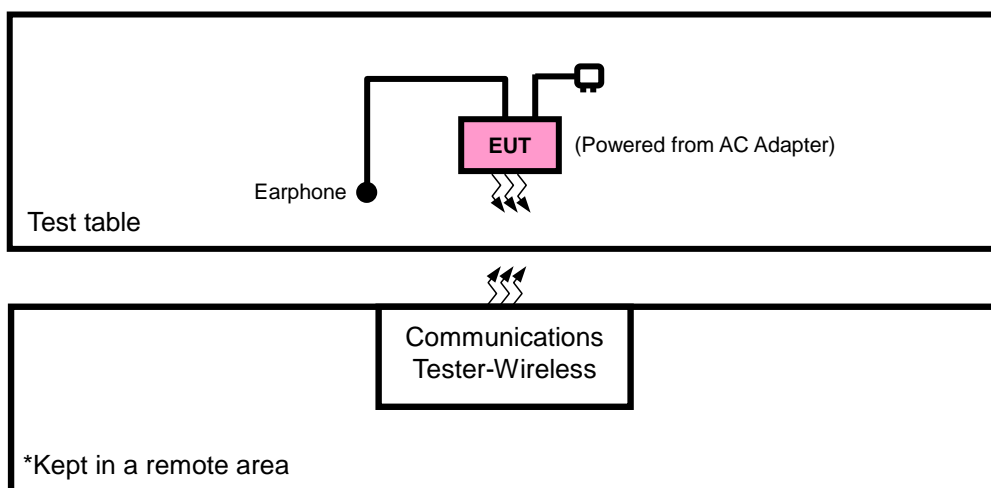 EUT
(Powered from AC Adapter)
Earphone
Test table
Communications
Tester-Wireless
*Kept in a remote area